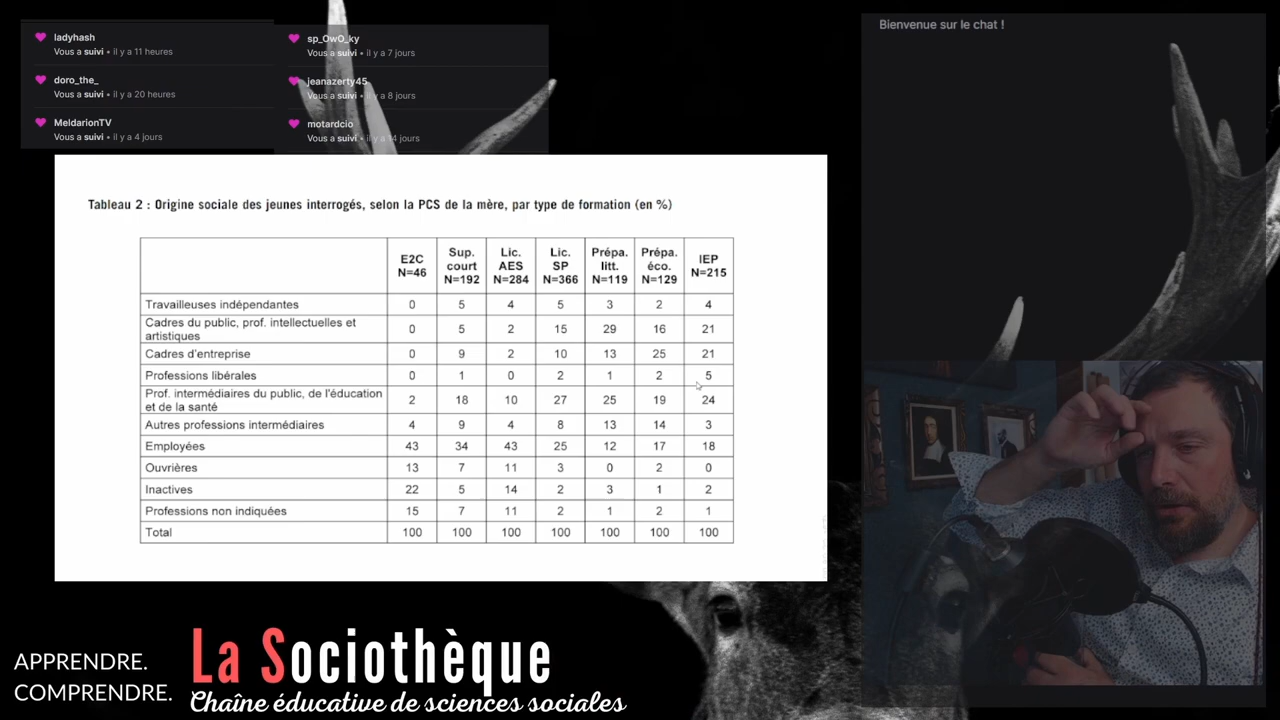 ladyhash
Vous a suivi • il y a 11 heures
doro_the_
Vous a suivi • il y a 20 heures
MeldarionTV
Vous a suivi • il y a 4 jours
sp_OwO_ky
Vous a suivi • il y a 7 jours
jeanazerty45
Vous a suivi • il y a 8 jours
motardcio
Vous a suivi • il y a 14 jours
Bienvenue sur le chat !
Tableau 2 : Origine sociale des jeunes interrogés, selon la PCS de la mère, par type de formation (en %)
E2C N=46 Sup. court N=192 Lic. AES N=284 Lic. SP N=366 Prépa. litt. N=119 Prépa. éco. N=129 IEP N=215
Travailleuses indépendantes 0 5 4 5 3 2 4
Cadres du public, prof. intellectuelles et
artistiques 0 5 2 15 29 16 21
Cadres d'entreprise 0 9 2 10 13 25 21
Professions libérales 0 1 0 2 1 2 5
Prof. intermédiaires du public, de l'éducation
et de la santé 2 18 10 27 25 19 24
Autres professions intermédiaires 4 9 4 8 13 14 3
Employées 43 34 43 25 12 17 18
Ouvrières 13 7 11 3 0 2 0
Inactives 22 5 14 2 3 1 2
Professions non indiquées 15 7 11 2 1 2 1
Total 100 100 100 100 100 100 100
APPRENDRE.
COMPRENDRE.
La Sociothèque
Chaîne éducative de sciences sociales